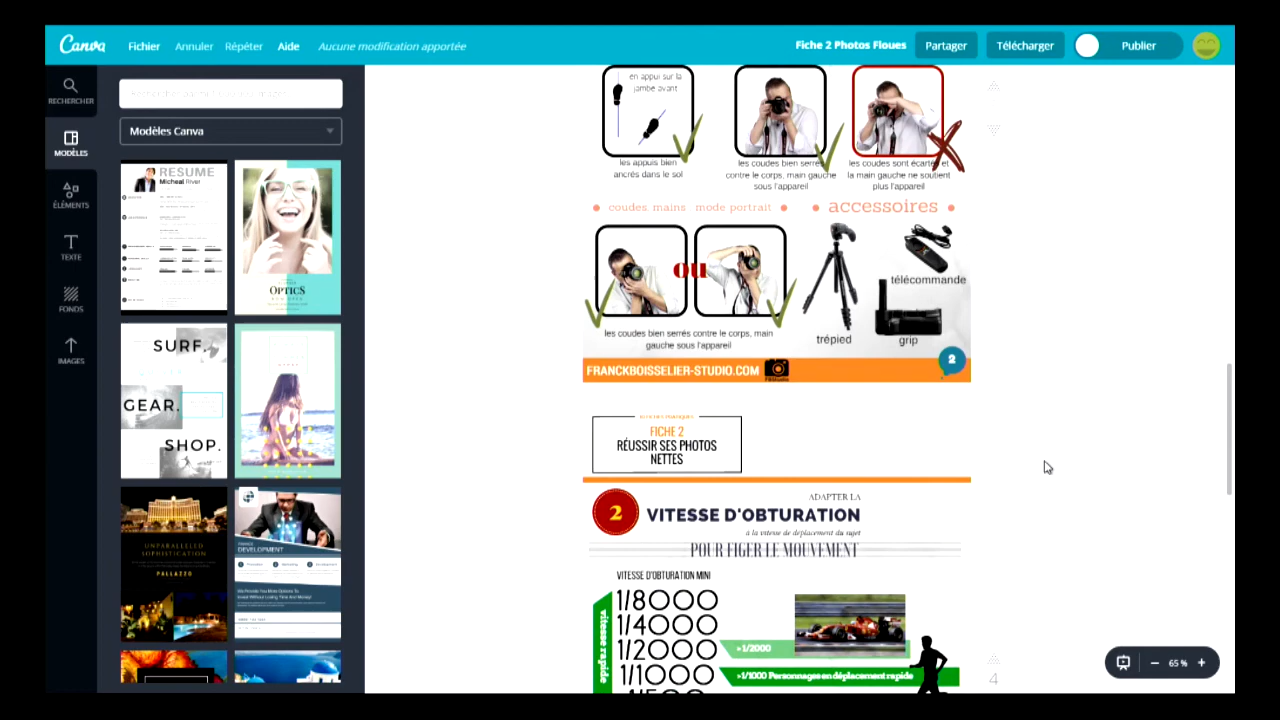 Canva
Fichier
Annuler
Répéter
Aide
Aucune modification apportée
Fiche 2 Photos Floues
Partager
Télécharger
Publier
RECHERCHER
MODÈLES
ÉLÉMENTS
TEXTE
FONDS
IMAGES
Modèles Canva
RESUME
Micheal River
OPTICS
SURF.
GEAR.
SHOP.
UNPARALLELED
SOPHISTICATION
PALLAZZO
DEVELOPMENT
en appui sur la
jambe avant
les appuis bien
ancrés dans le sol
les coudes bien serrés
contre le corps, main gauche
sous l'appareil
les coudes sont écartés et
la main gauche ne soutient
plus l'appareil
coudes mains mode portrait
accessoires
ou
les coudes bien serrés contre le corps, main
gauche sous l'appareil
télécommande
trépied
grip
FRANCKBOISSELIER-STUDIO.COM
2
FICHE 2
RÉUSSIR SES PHOTOS
NETTES
2
ADAPTER LA
VITESSE D'OBTURATION
a la vitesse de déplacement du sujet
POUR FIGER LE MOUVEMENT
VITESSE D'OBTURATION MINI
vitesse rapide
1/8000
1/4000
1/2000
>1/2000
1/1000
>1/1000 Personnages en déplacement rapide
1/500
4
65 %